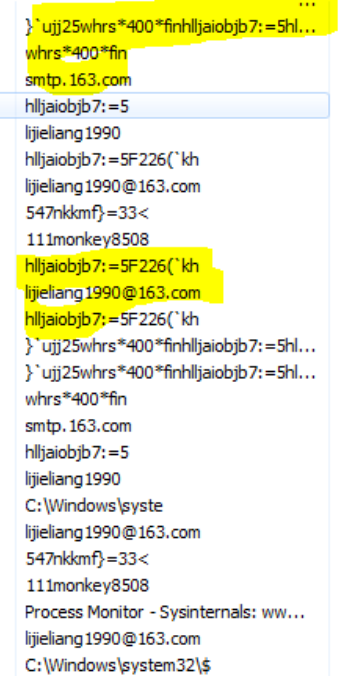 ...
}`ujj25whrs*400*finhlljaiobjb7:=5hl...
whrs*400*fin
smtp.163.com
hlljaiobjb7:=5
lijieliang1990
hlljaiobjb7:=5F226(`kh
lijieliang1990@163.com
547nkkmf}=33<
111monkey8508
hlljaiobjb7:=5F226(`kh
lijieliang1990@163.com
hlljaiobjb7:=5F226(`kh
}`ujj25whrs*400*finhlljaiobjb7:=5hl...
}`ujj25whrs*400*finhlljaiobjb7:=5hl...
whrs*400*fin
smtp.163.com
hlljaiobjb7:=5
lijieliang1990
C:\Windows\syste
lijieliang1990@163.com
547nkkmf}=33<
111monkey8508
Process Monitor - Sysinternals: ww...
lijieliang1990@163.com
C:\Windows\system32\$